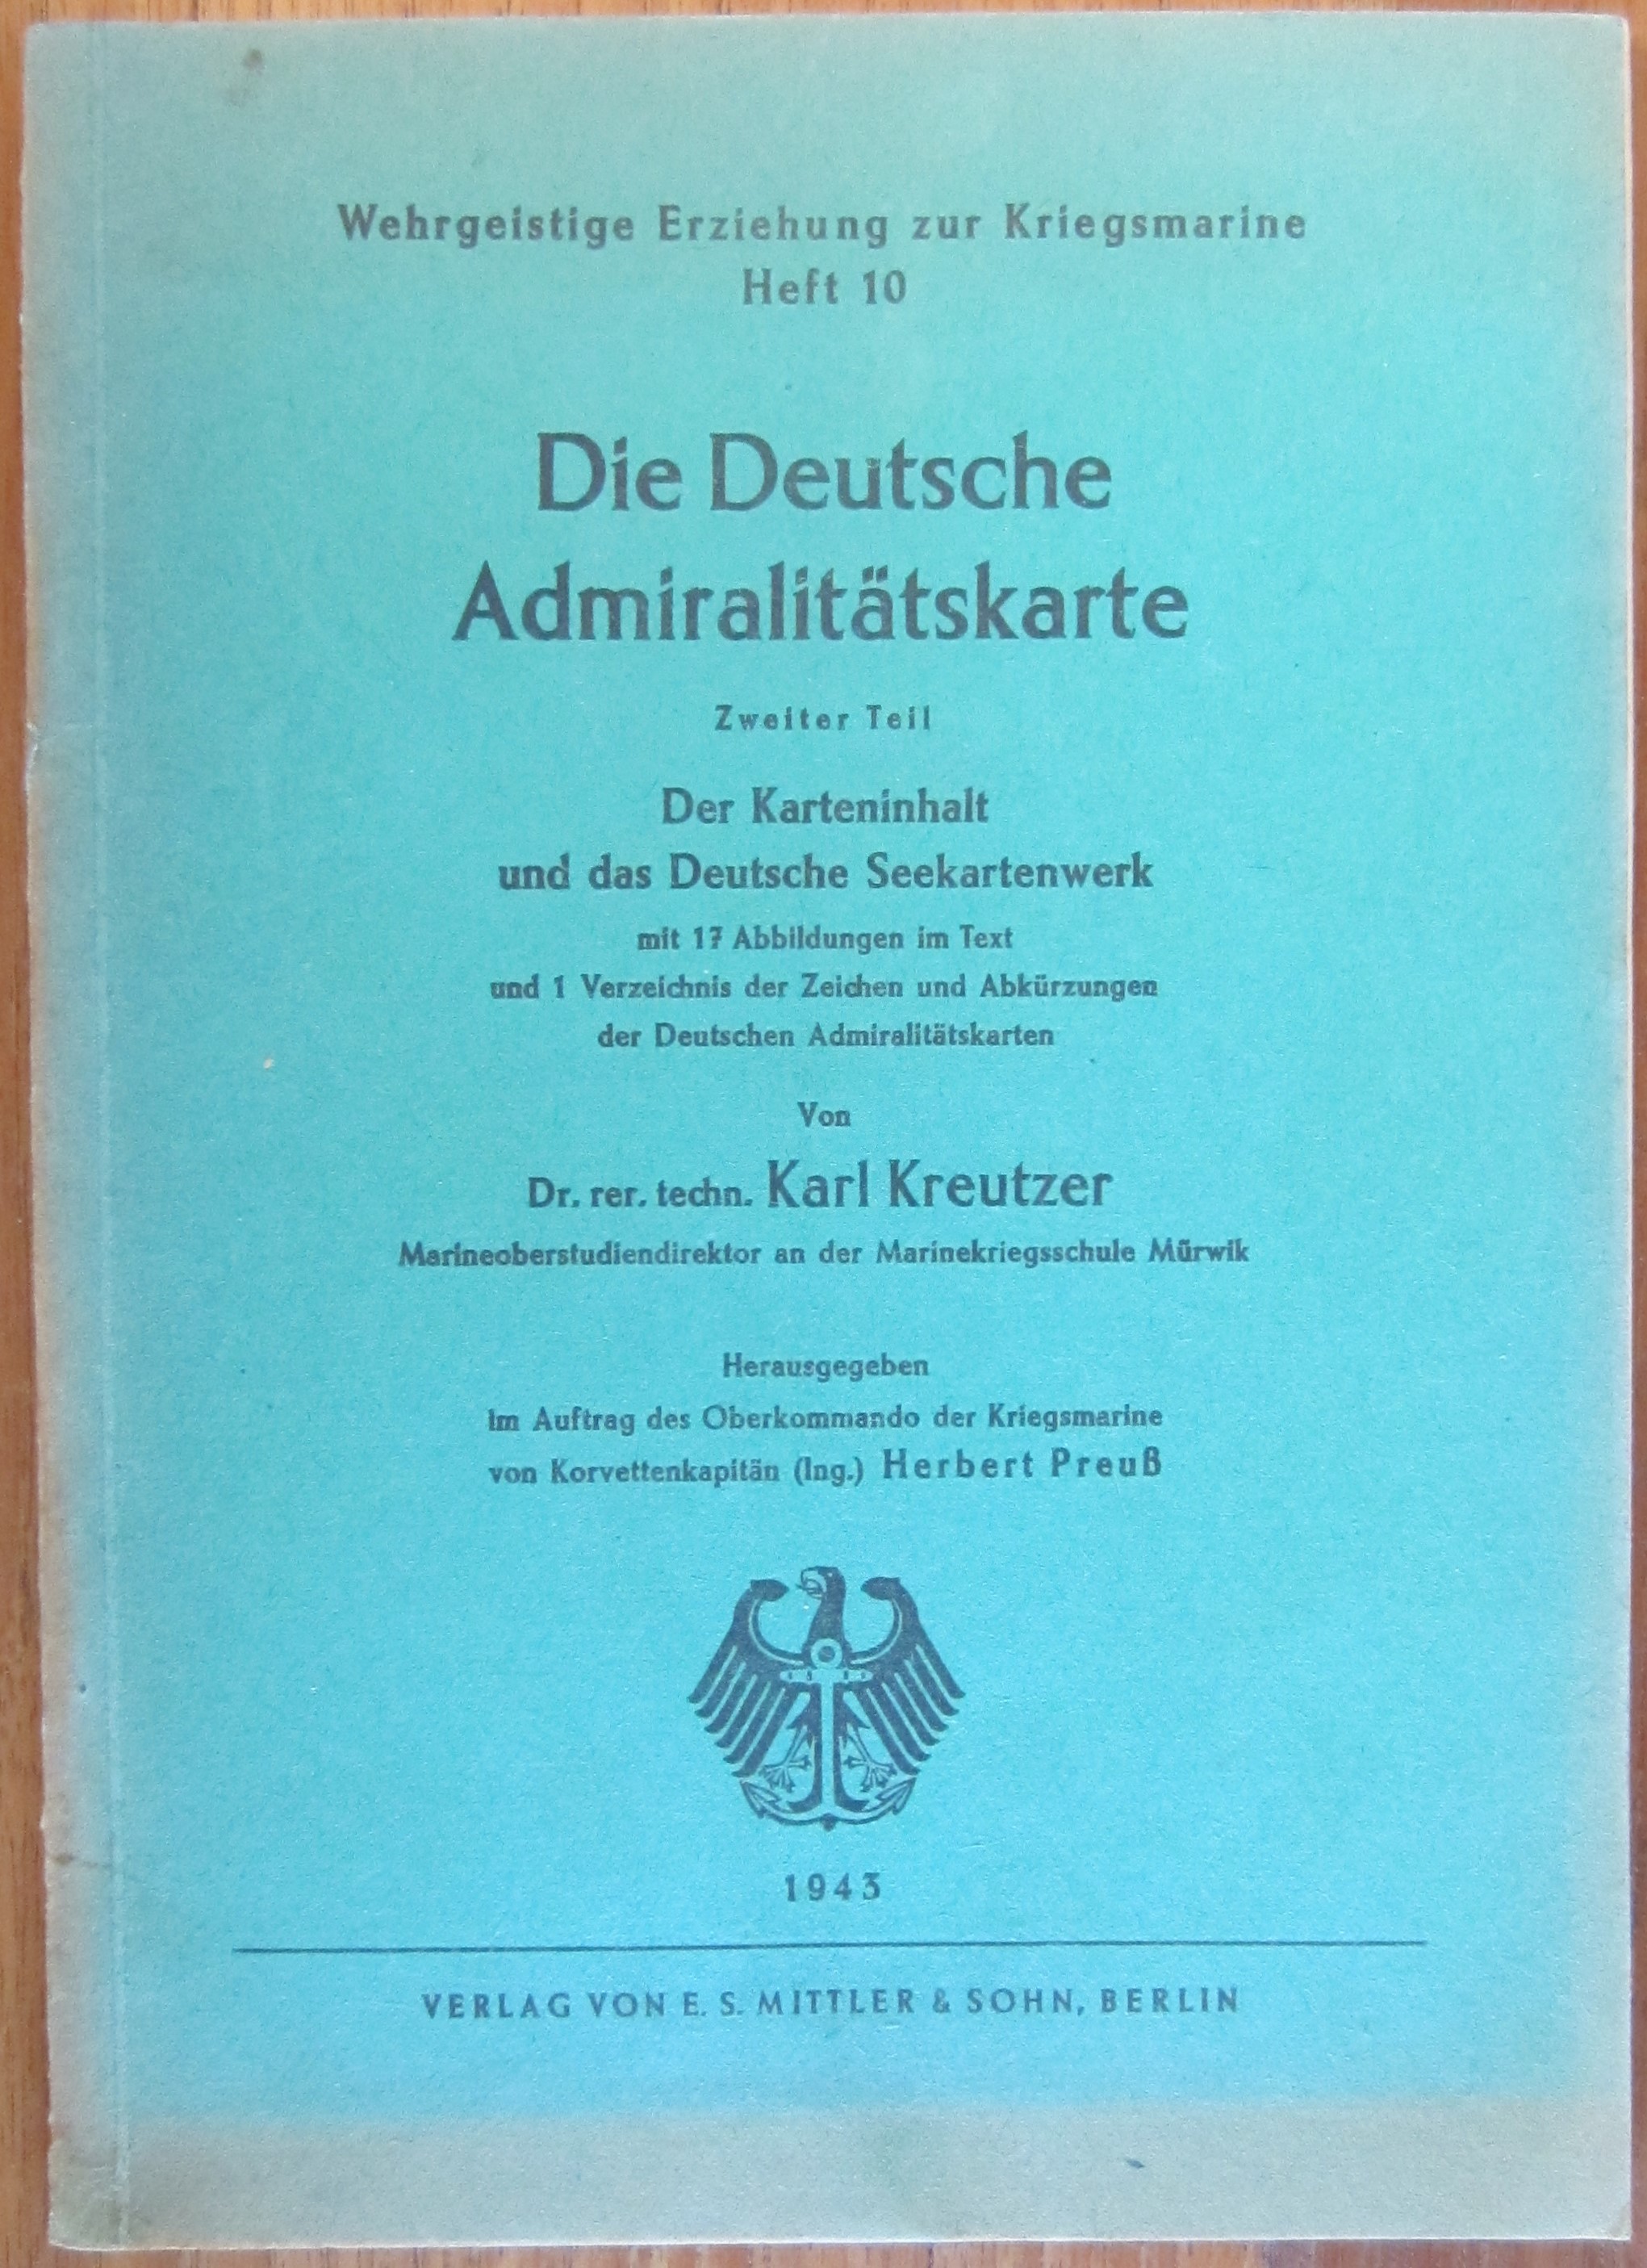 Wehrgeistige Erziehung zur Kriegsmarine
Heft 10
Die Deutsche
Admiralitätskarte
Zweiter Teil
Der Karteninhalt
und das Deutsche Seekartenwerk
mit 17 Abbildungen im Text
und 1 Verzeichnis der Zeichen und Abkürzungen
der Deutschen Admiralitätskarten
Von
Dr. rer. techn. Karl Kreutzer
Marineoberstudiendirektor an der Marinekriegsschule Mürwik
Herausgegeben
im Auftrag des Oberkommando der Kriegsmarine
von Korvettenkapitän (Ing.) Herbert Preuß
1943
VERLAG VON E. S. MITTLER & SOHN, BERLIN